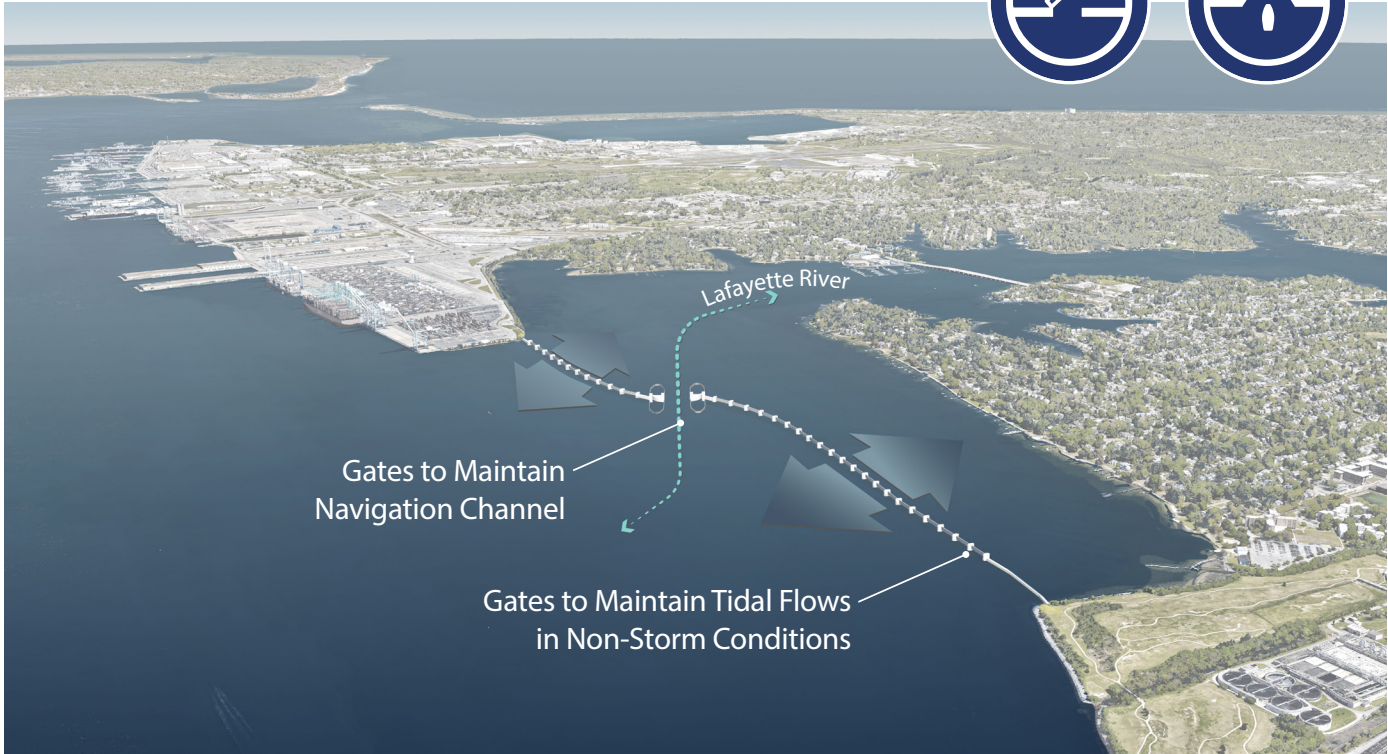 Lafayette River
Gates to Maintain
Navigation Channel
Gates to Maintain Tidal Flows
in Non-Storm Conditions